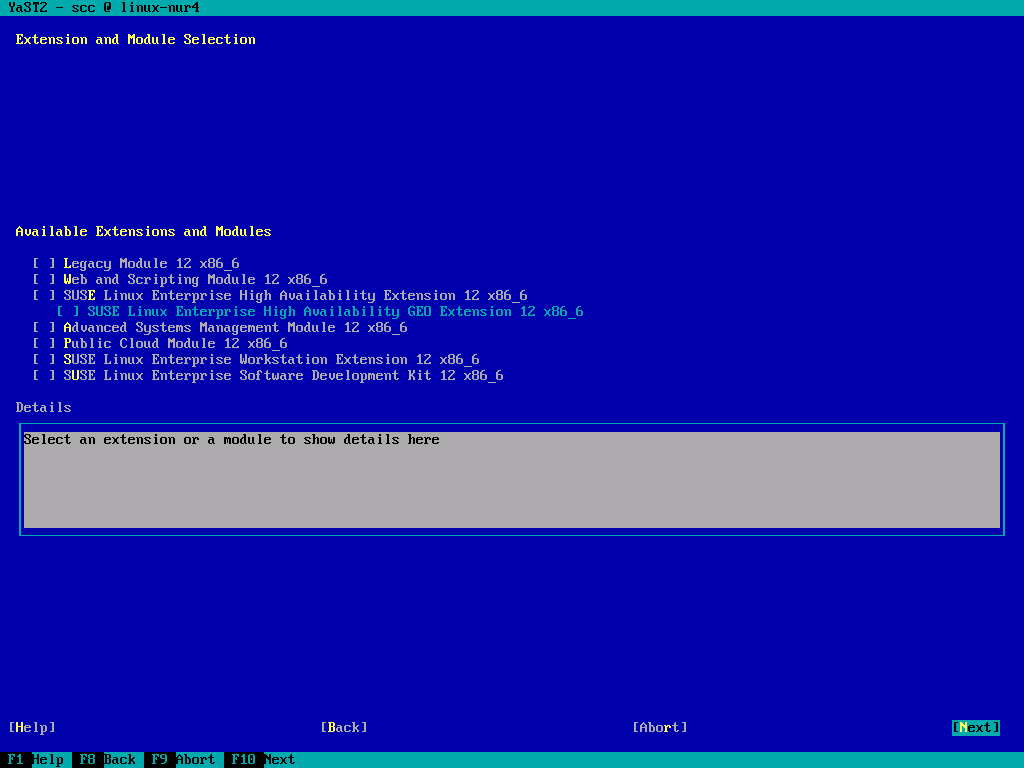 YaST2 - scc @ linux-nur4
Extension and Module Selection
Available Extensions and Modules
[ ] Legacy Module 12 x86_6
[ ] Web and Scripting Module 12 x86_6
[ ] SUSE Linux Enterprise High Availability Extension 12 x86_6
[ ] SUSE Linux Enterprise High Availability GEO Extension 12 x86_6
[ ] Advanced Systems Management Module 12 x86_6
[ ] Public Cloud Module 12 x86_6
[ ] SUSE Linux Enterprise Workstation Extension 12 x86_6
[ ] SUSE Linux Enterprise Software Development Kit 12 x86_6
Details
Select an extension or a module to show details here
[Help] [Back] [Abort] [Next]
F1 Help F8 Back F9 Abort F10 Next